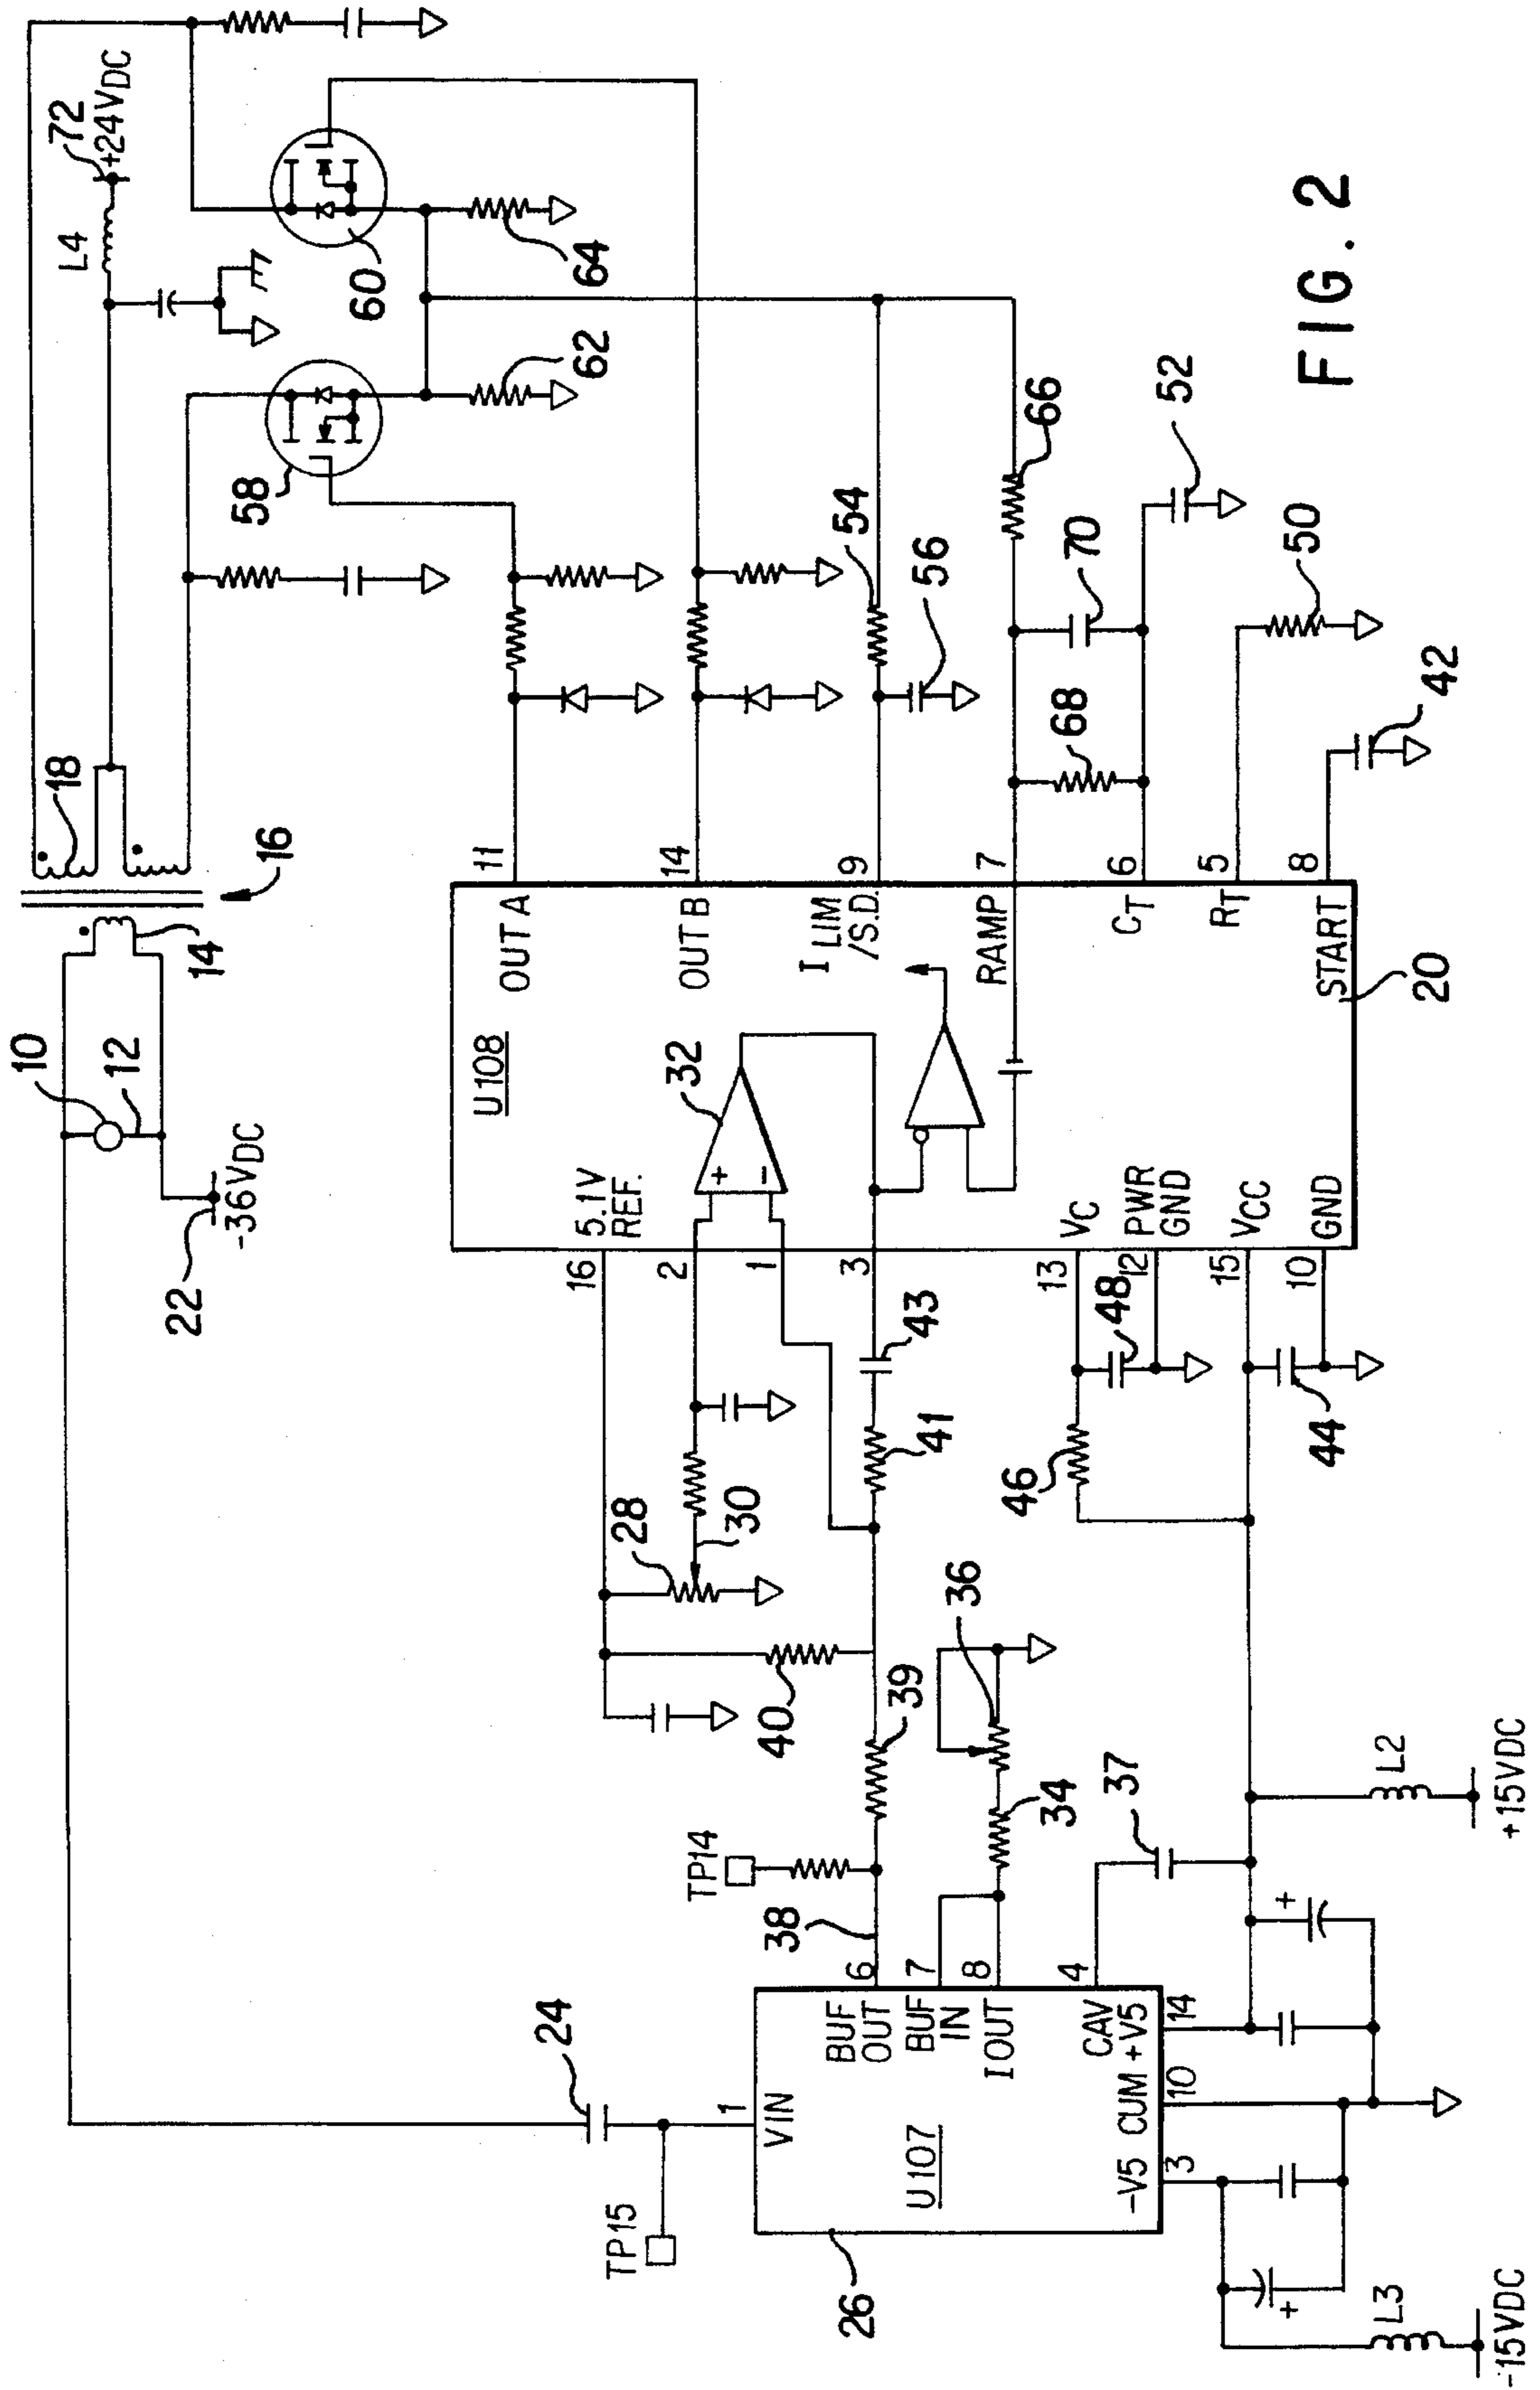 10
12
14
16
18
L4
72
+24VDC
22
-36VDC
58
60
62
64
24
TP15
1
VIN
U107
26
BUF OUT
6
BUF IN
7
IOUT
8
CAV
4
+V5
14
CUM
10
-V5
3
38
TP14
39
40
28
30
41
43
34
36
37
46
48
44
L2
+15VDC
L3
-15VDC
U108
32
+
−
5.1V REF.
16
2
1
3
VC
13
PWR GND
12
VCC
15
GND
10
OUT A
11
OUT B
14
ILIM /S.D.
9
RAMP
7
CT
6
RT
5
START
8
20
54
56
66
68
70
52
50
42
+
+
FIG. 2